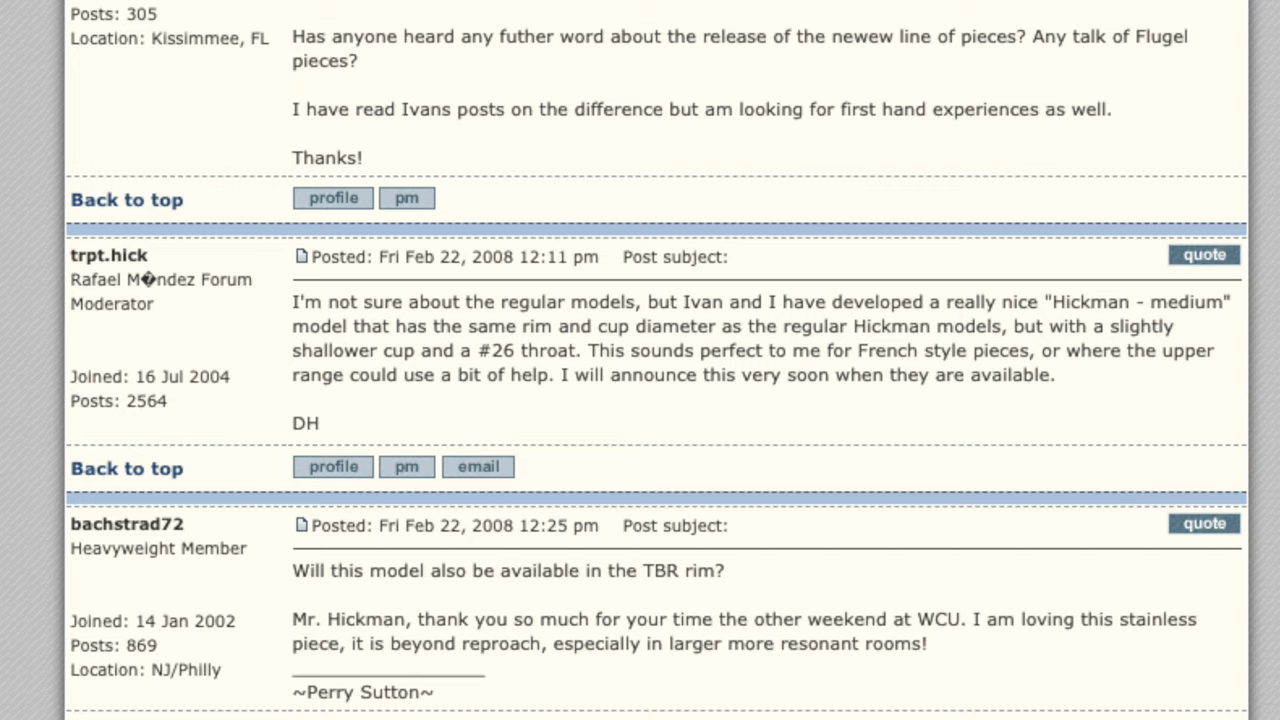 Posts: 305
Location: Kissimmee, FL
Has anyone heard any futher word about the release of the newew line of pieces? Any talk of Flugel
pieces?
I have read Ivans posts on the difference but am looking for first hand experiences as well.
Thanks!
Back to top
profile pm
trpt.hick
Rafael M�ndez Forum
Moderator
Joined: 16 Jul 2004
Posts: 2564
Posted: Fri Feb 22, 2008 12:11 pm Post subject:
quote
I'm not sure about the regular models, but Ivan and I have developed a really nice "Hickman - medium"
model that has the same rim and cup diameter as the regular Hickman models, but with a slightly
shallower cup and a #26 throat. This sounds perfect to me for French style pieces, or where the upper
range could use a bit of help. I will announce this very soon when they are available.
DH
Back to top
profile pm email
bachstrad72
Heavyweight Member
Joined: 14 Jan 2002
Posts: 869
Location: NJ/Philly
Posted: Fri Feb 22, 2008 12:25 pm Post subject:
quote
Will this model also be available in the TBR rim?
Mr. Hickman, thank you so much for your time the other weekend at WCU. I am loving this stainless
piece, it is beyond reproach, especially in larger more resonant rooms!
_________________
~Perry Sutton~